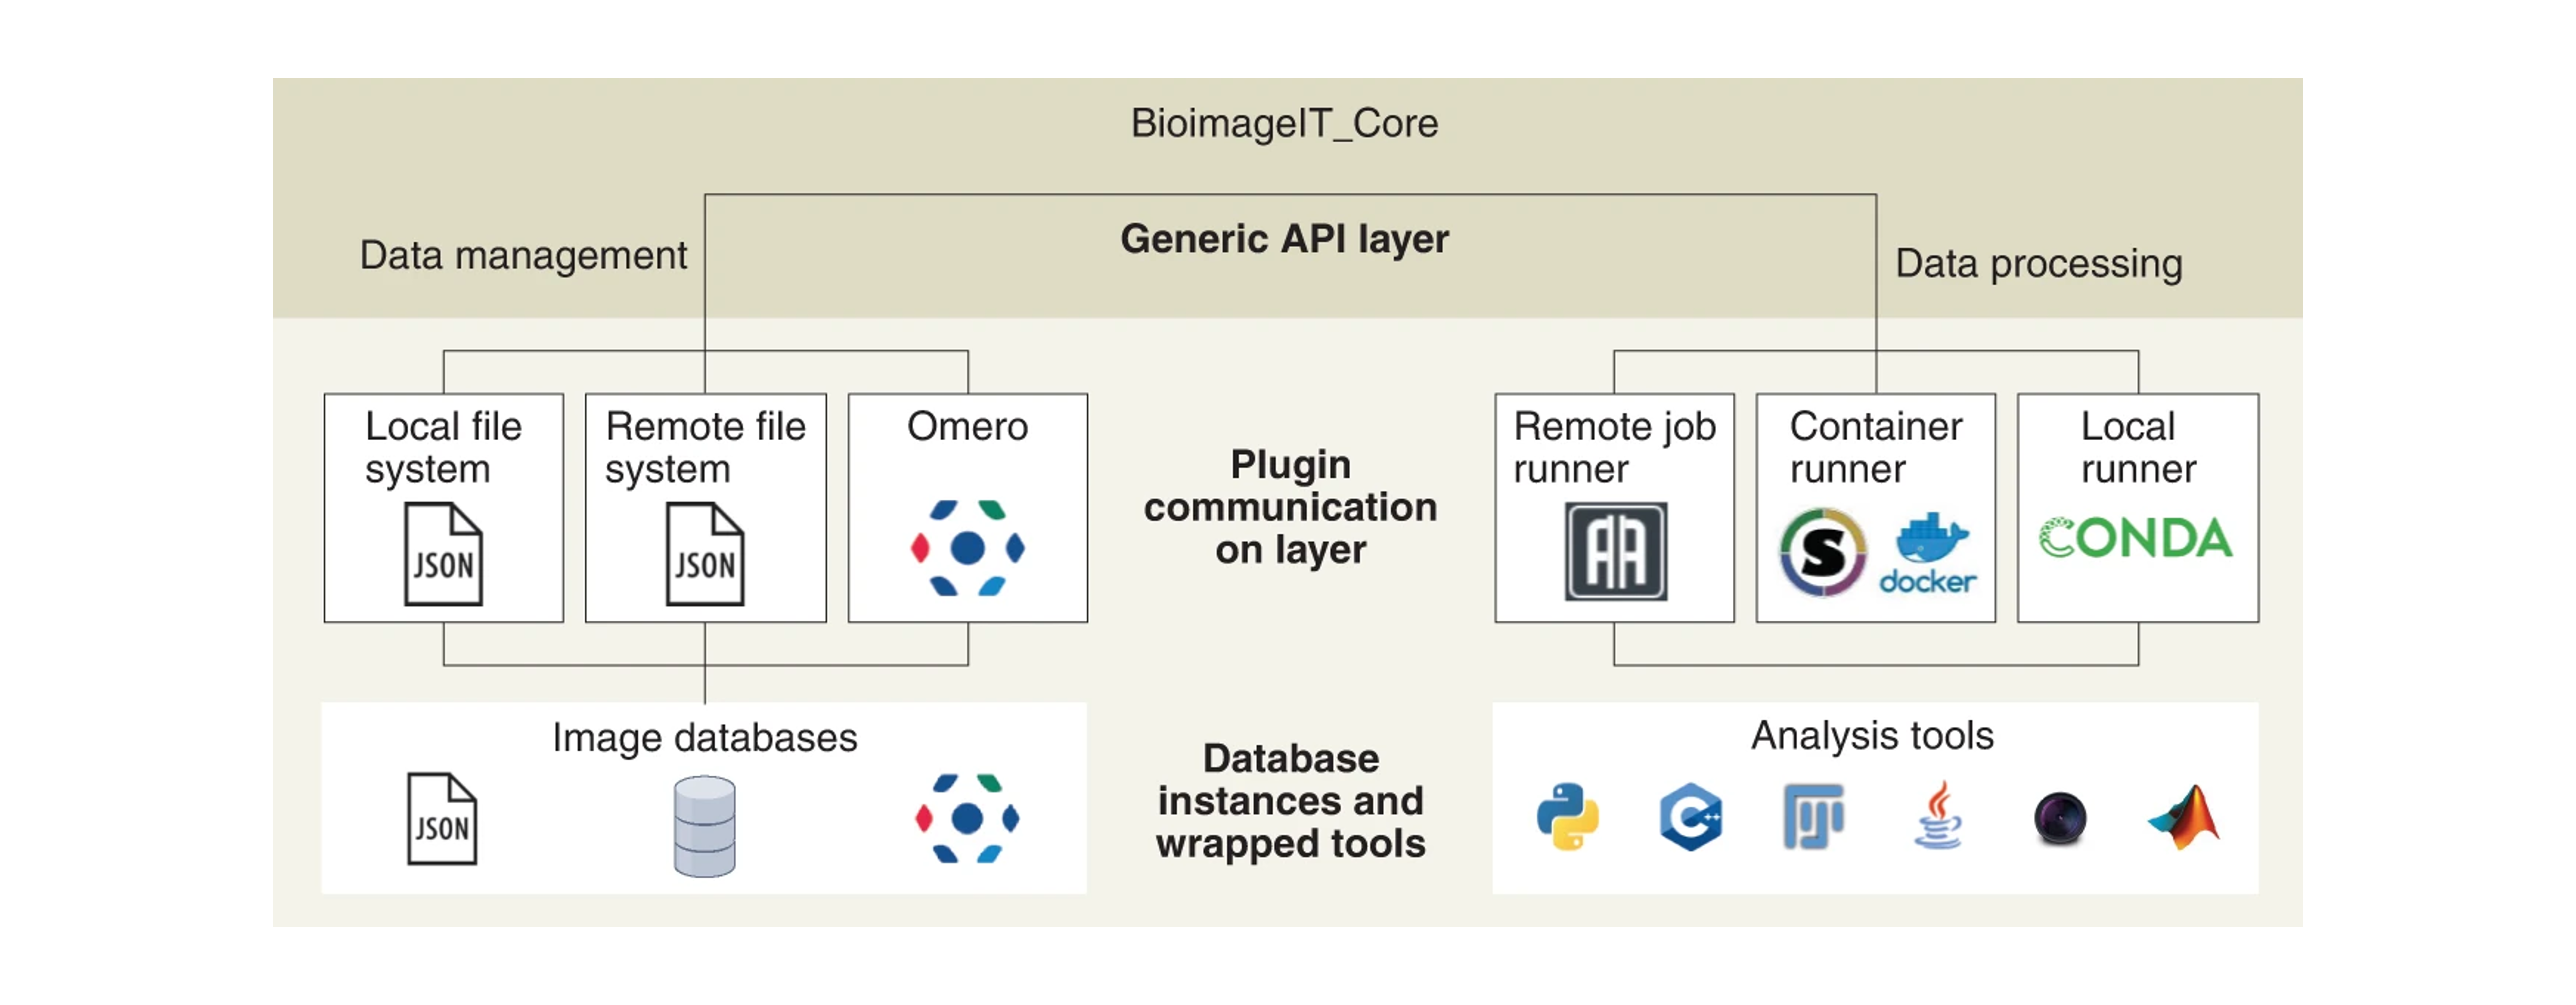 BioimageIT_Core
Generic API layer
Data management
Data processing
Local file
system
JSON
Remote file
system
JSON
Omero
Plugin
communication
on layer
Remote job
runner
Container
runner
S
docker
Local
runner
CONDA
Image databases
JSON
Database
instances and
wrapped tools
Analysis tools
C++